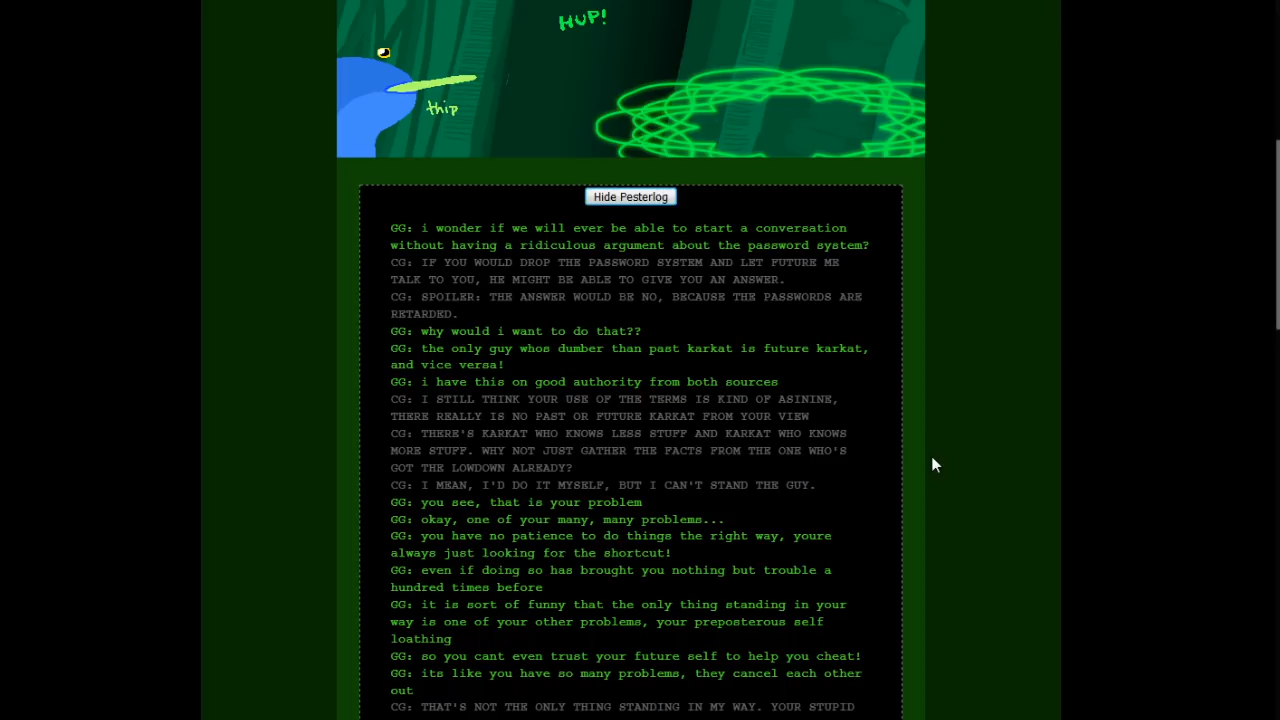 HUP!
thip
Hide Pesterlog
GG: i wonder if we will ever be able to start a conversation
without having a ridiculous argument about the password system?
CG: IF YOU WOULD DROP THE PASSWORD SYSTEM AND LET FUTURE ME
TALK TO YOU, HE MIGHT BE ABLE TO GIVE YOU AN ANSWER.
CG: SPOILER: THE ANSWER WOULD BE NO, BECAUSE THE PASSWORDS ARE
RETARDED.
GG: why would i want to do that??
GG: the only guy whos dumber than past karkat is future karkat,
and vice versa!
GG: i have this on good authority from both sources
CG: I STILL THINK YOUR USE OF THE TERMS IS KIND OF ASININE,
THERE REALLY IS NO PAST OR FUTURE KARKAT FROM YOUR VIEW
CG: THERE'S KARKAT WHO KNOWS LESS STUFF AND KARKAT WHO KNOWS
MORE STUFF. WHY NOT JUST GATHER THE FACTS FROM THE ONE WHO'S
GOT THE LOWDOWN ALREADY?
CG: I MEAN, I'D DO IT MYSELF, BUT I CAN'T STAND THE GUY.
GG: you see, that is your problem
GG: okay, one of your many, many problems...
GG: you have no patience to do things the right way, youre
always just looking for the shortcut!
GG: even if doing so has brought you nothing but trouble a
hundred times before
GG: it is sort of funny that the only thing standing in your
way is one of your other problems, your preposterous self
loathing
GG: so you cant even trust your future self to help you cheat!
GG: its like you have so many problems, they cancel each other
out
CG: THAT'S NOT THE ONLY THING STANDING IN MY WAY. YOUR STUPID